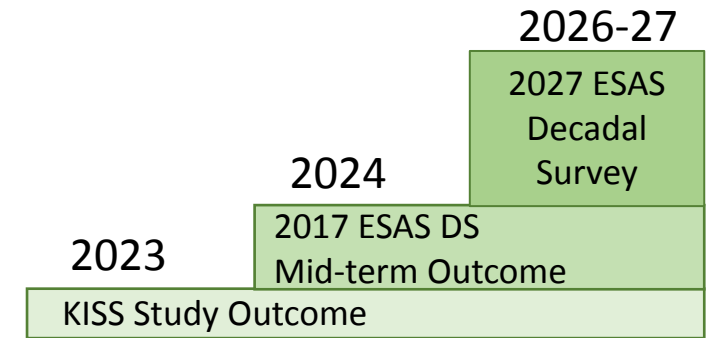 2026-27
2027 ESAS
Decadal
Survey
2024
2017 ESAS DS
Mid-term Outcome
2023
KISS Study Outcome